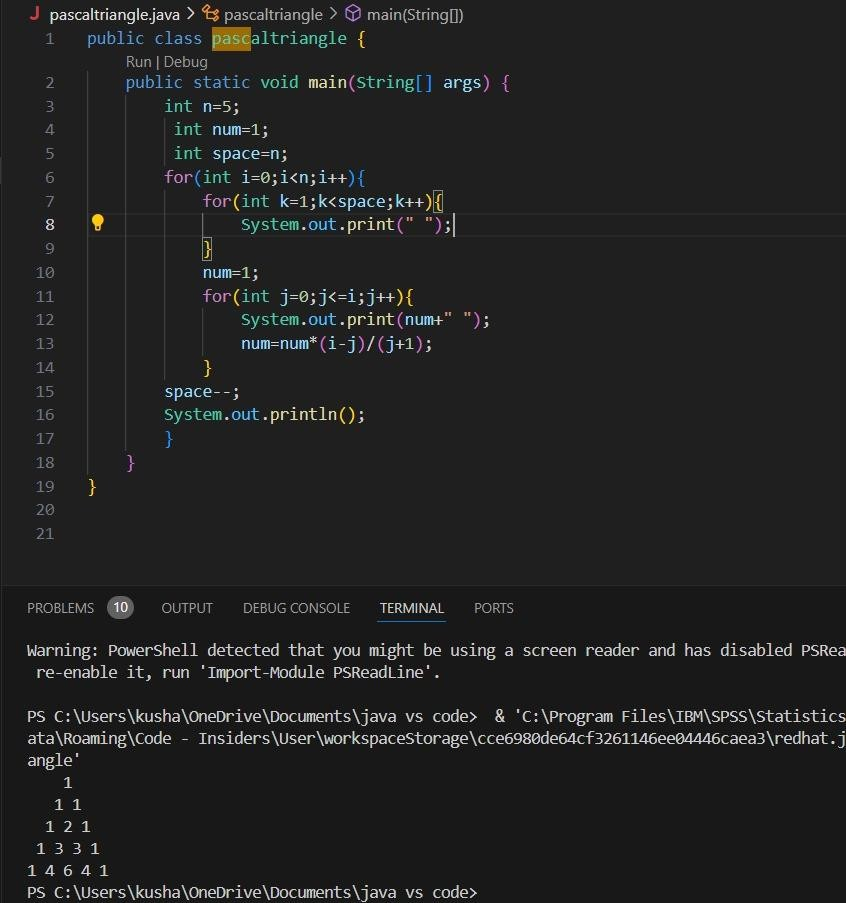 pascaltriangle.java > pascaltriangle > main(String[])
1 public class pascaltriangle {
Run | Debug
2 public static void main(String[] args) {
3 int n=5;
4 int num=1;
5 int space=n;
6 for(int i=0;i<n;i++){
7 for(int k=1;k<space;k++){
8 System.out.print(" ");
9 }
10 num=1;
11 for(int j=0;j<=i;j++){
12 System.out.print(num+" ");
13 num=num*(i-j)/(j+1);
14 }
15 space--;
16 System.out.println();
17 }
18 }
19 }
20
21
PROBLEMS 10 OUTPUT DEBUG CONSOLE TERMINAL PORTS
Warning: PowerShell detected that you might be using a screen reader and has disabled PSRea
re-enable it, run 'Import-Module PSReadLine'.
PS C:\Users\kusha\OneDrive\Documents\java vs code> & 'C:\Program Files\IBM\SPSS\Statistics
ata\Roaming\Code - Insiders\User\workspaceStorage\cce6980de64cf3261146ee04446caea3\redhat.j
angle'
1
1 1
1 2 1
1 3 3 1
1 4 6 4 1
PS C:\Users\kusha\OneDrive\Documents\java vs code>